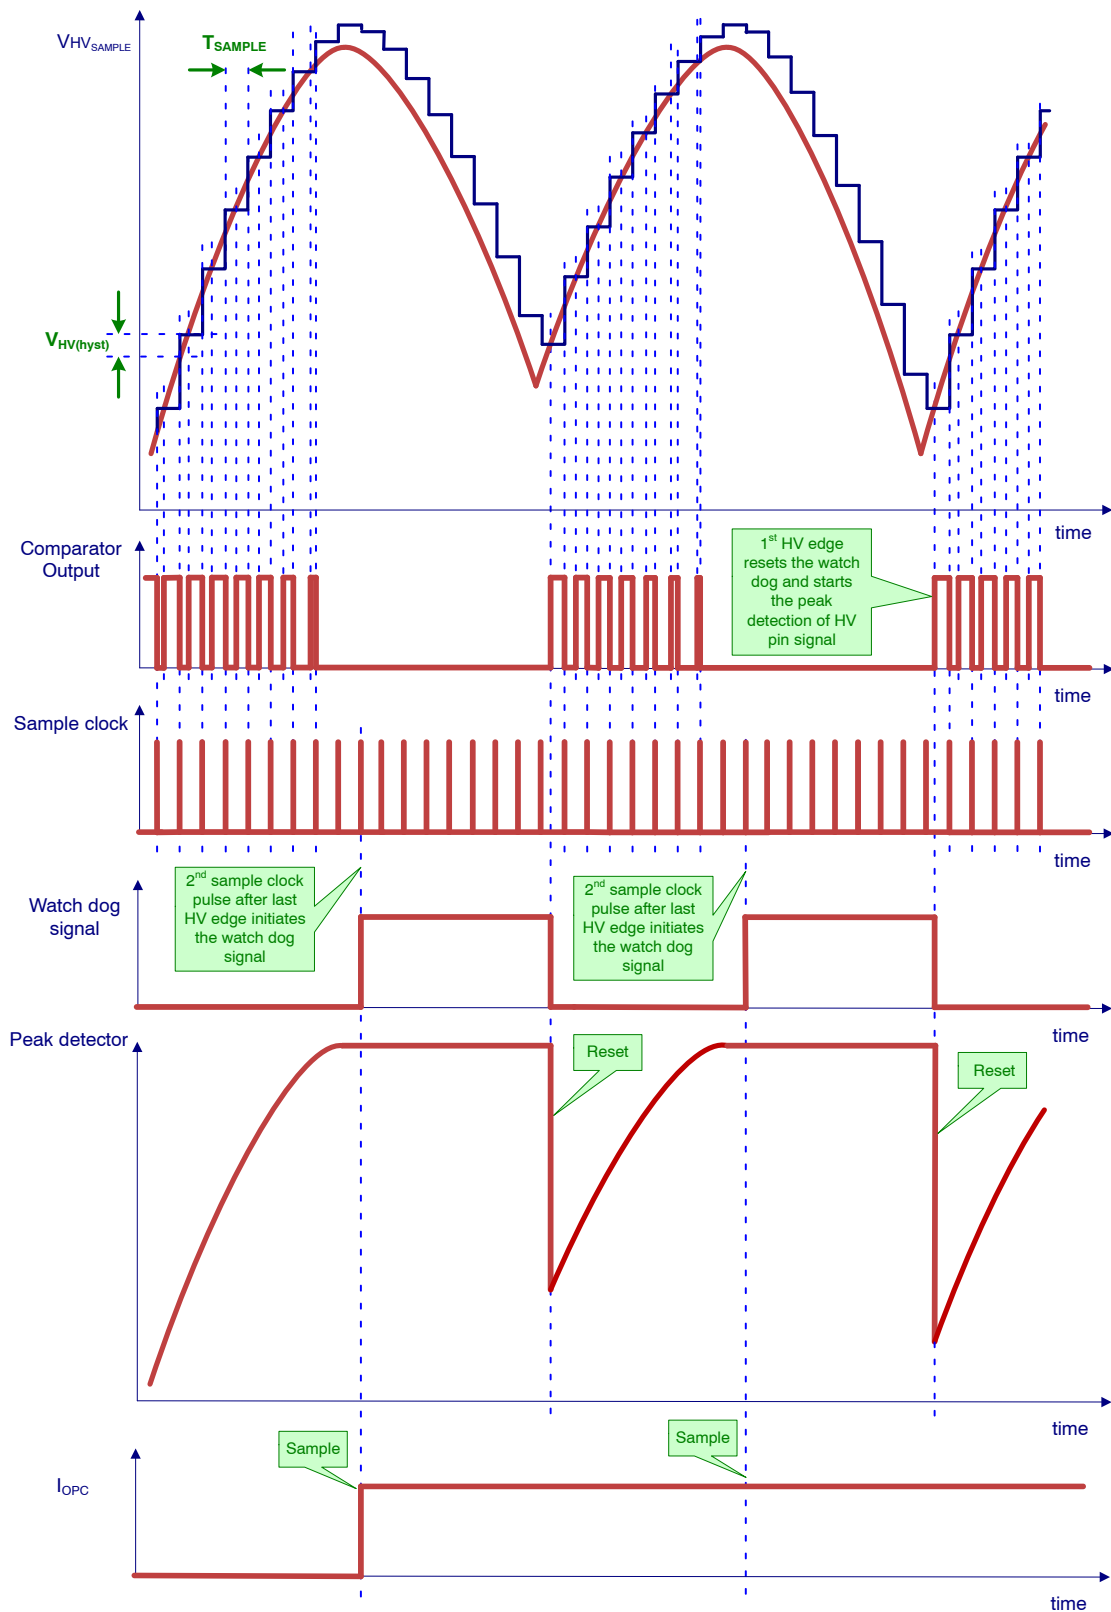 VHVSAMPLE
TSAMPLE
VHV(hyst)
time
Comparator
Output
1st HV edge
resets the watch
dog and starts
the peak
detection of HV
pin signal
time
Sample clock
time
2nd sample clock
pulse after last
HV edge initiates
the watch dog
signal
2nd sample clock
pulse after last
HV edge initiates
the watch dog
signal
Watch dog
signal
time
Peak detector
Reset
Reset
time
Sample
Sample
IOPC
time